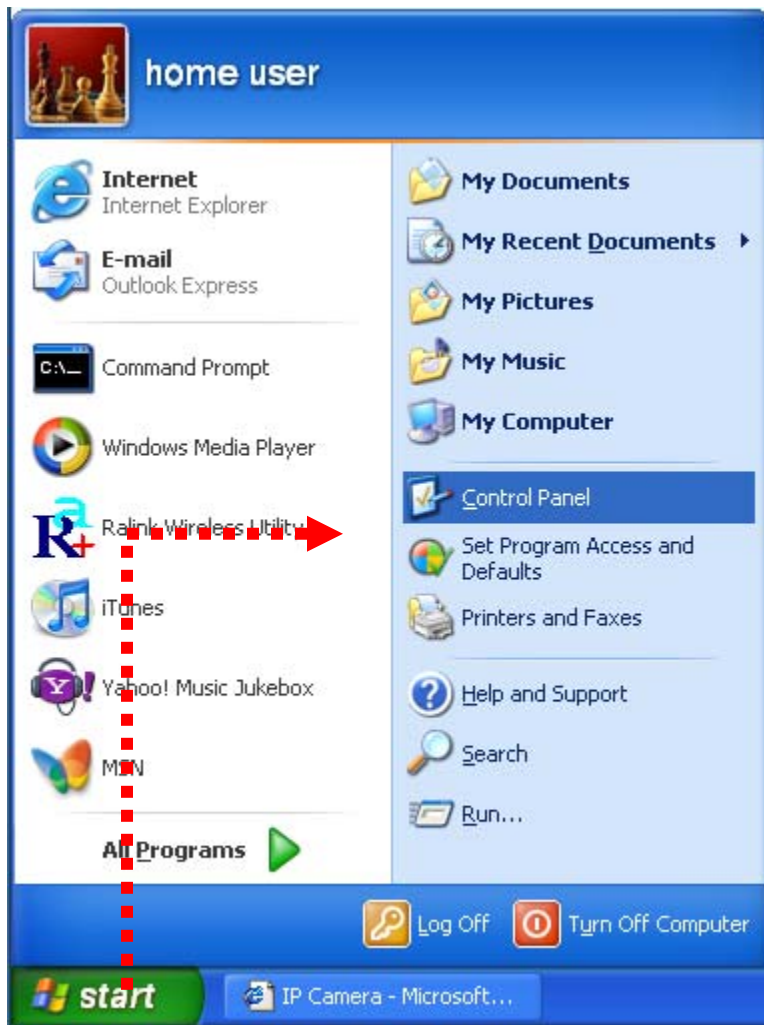 home user
Internet
Internet Explorer
E-mail
Outlook Express
C:\_
Command Prompt
Windows Media Player
Ralink Wireless Utility
iTunes
Yahoo! Music Jukebox
MSN
All Programs
My Documents
My Recent Documents
My Pictures
My Music
My Computer
Control Panel
Set Program Access and
Defaults
Printers and Faxes
Help and Support
Search
Run...
Log Off
Turn Off Computer
start
IP Camera - Microsoft...